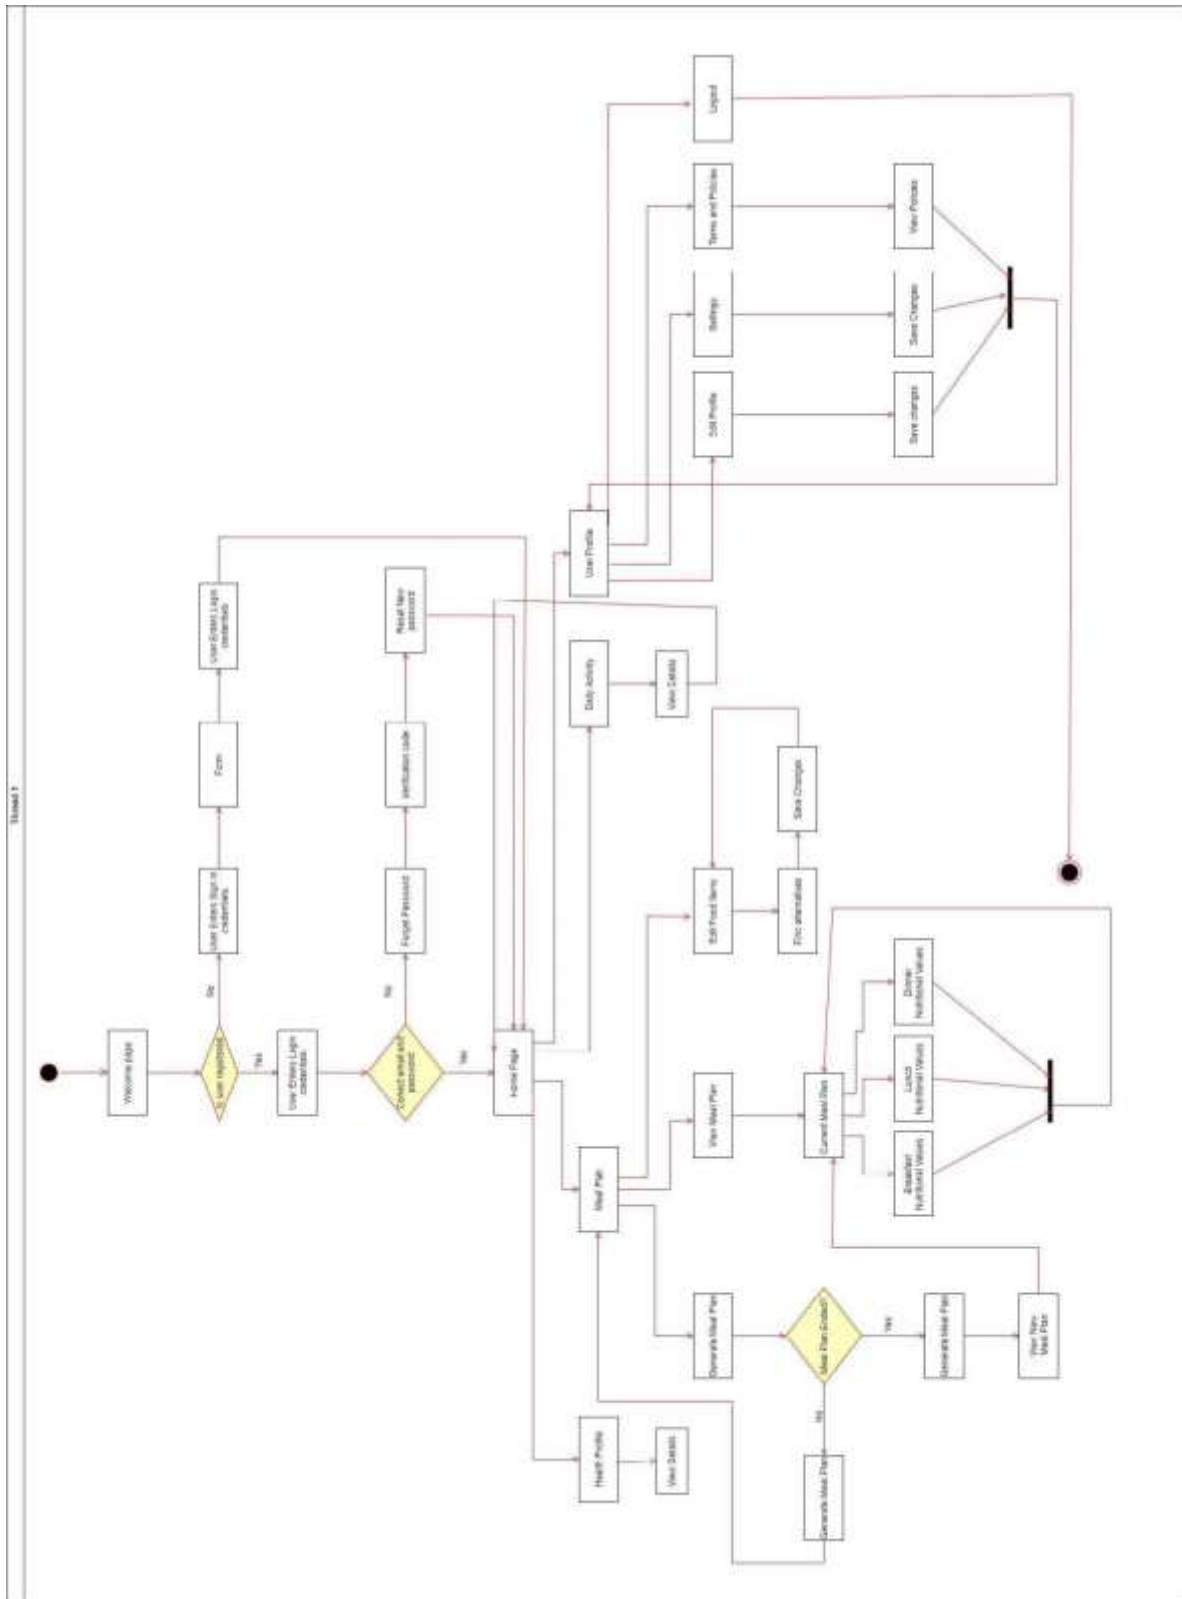 Welcome page
Is user registered
No
Yes
User Enters Sign in
credentials
Form
User Enters Login
credentials
User Enters Login
credentials
Correct email and
password
No
Yes
Forgot Password
verification code
Reset New
password
Home Page
Health Profile
View Details
Meal Plan
Daily Activity
View Details
User Profile
Generate Meal Plan
View Meal Plan
Edit Food Items
Edit Profile
Settings
Terms and Policies
Logout
Meal Plan Ended?
No
Yes
Generate Meal Plan
Generate Meal Plan
View New
Meal Plan
Current Meal Plan
Breakfast
Nutritional Values
Lunch
Nutritional Values
Dinner
Nutritional Values
Find alternatives
Save Changes
Save changes
Save Changes
View Policies